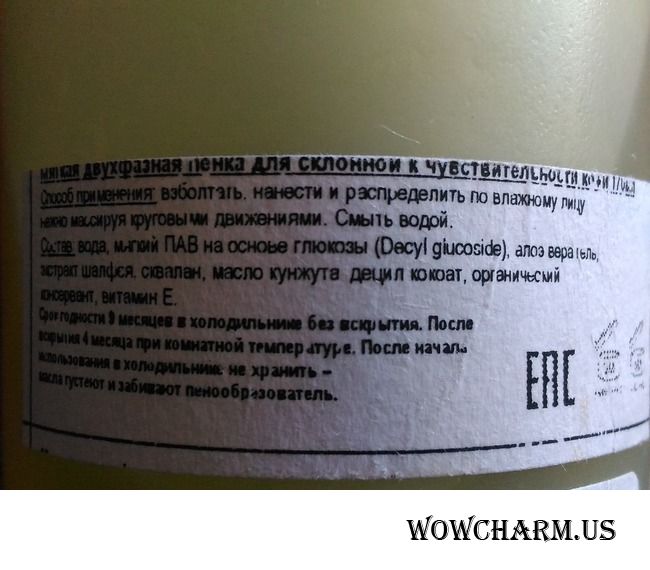 мягкая двухфазная пенка для склонной к чувствительности кожи 170мл
Способ применения: взболтать, нанести и распределить по влажному лицу
нежно массируя круговыми движениями. Смыть водой.
Состав: вода, мягкий ПАВ на основе глюкозы (Decyl glucoside), алоэ вера гель,
экстракт шалфея, сквалан, масло кунжута децил кокоат, органический
консервант, витамин Е.
Срок годности 9 месяцев в холодильнике без вскрытия. После
вскрытия 4 месяца при комнатной температуре. После начала
использования в холодильнике не хранить –
масла густеют и забивают пенообразователь.
ЕАС
WOWCHARM.US